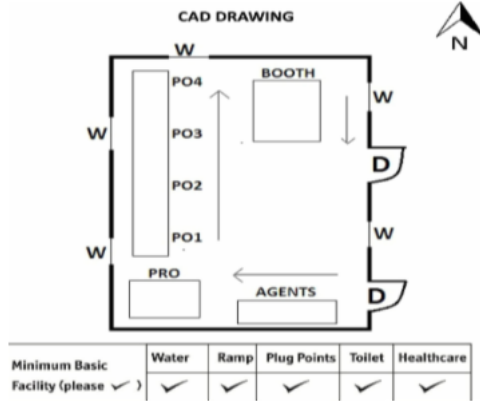 CAD DRAWING
N
W
PO4
BOOTH
W
W
PO3
D
PO2
W
PO1
W
PRO
AGENTS
D
Minimum Basic Facility (please ✓ ) Water Ramp Plug Points Toilet Healthcare
✓ ✓ ✓ ✓ ✓